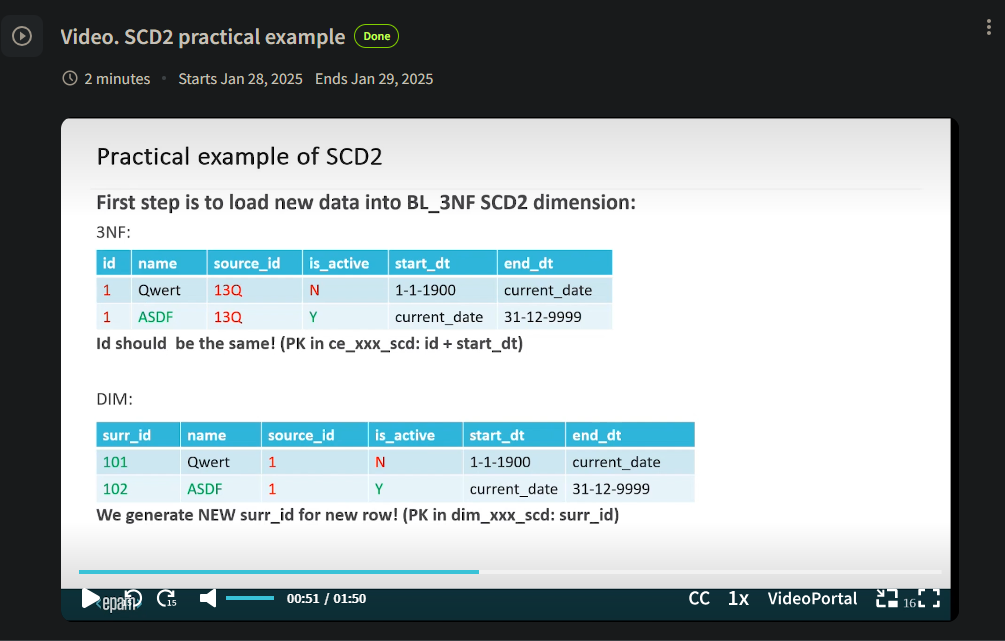 Video. SCD2 practical example Done
2 minutes • Starts Jan 28, 2025 Ends Jan 29, 2025
Practical example of SCD2
First step is to load new data into BL_3NF SCD2 dimension:
3NF:
id name source_id is_active start_dt end_dt
1 Qwert 13Q N 1-1-1900 current_date
1 ASDF 13Q Y current_date 31-12-9999
Id should be the same! (PK in ce_xxx_scd: id + start_dt)
DIM:
surr_id name source_id is_active start_dt end_dt
101 Qwert 1 N 1-1-1900 current_date
102 ASDF 1 Y current_date 31-12-9999
We generate NEW surr_id for new row! (PK in dim_xxx_scd: surr_id)
<epam> 15 00:51 / 01:50 CC 1x VideoPortal 16